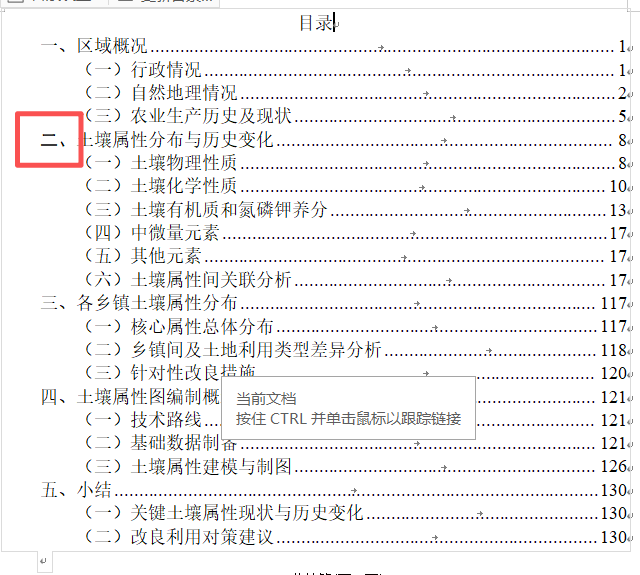 目录
一、区域概况 1
（一）行政情况 1
（二）自然地理情况 2
（三）农业生产历史及现状 5
二、土壤属性分布与历史变化 8
（一）土壤物理性质 8
（二）土壤化学性质 10
（三）土壤有机质和氮磷钾养分 13
（四）中微量元素 17
（五）其他元素 17
（六）土壤属性间关联分析 17
三、各乡镇土壤属性分布 117
（一）核心属性总体分布 117
（二）乡镇间及土地利用类型差异分析 118
（三）针对性改良措施 120
四、土壤属性图编制概 121
当前文档
按住 CTRL 并单击鼠标以跟踪链接
（一）技术路线 121
（二）基础数据制备 121
（三）土壤属性建模与制图 126
五、小结 130
（一）关键土壤属性现状与历史变化 130
（二）改良利用对策建议 130